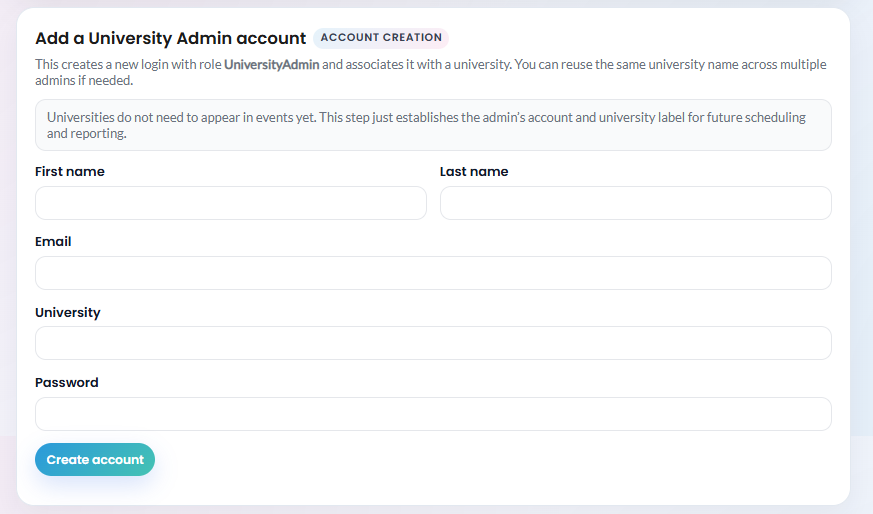 Add a University Admin account ACCOUNT CREATION
This creates a new login with role UniversityAdmin and associates it with a university. You can reuse the same university name across multiple
admins if needed.
Universities do not need to appear in events yet. This step just establishes the admin's account and university label for future scheduling
and reporting.
First name Last name
Email
University
Password
Create account